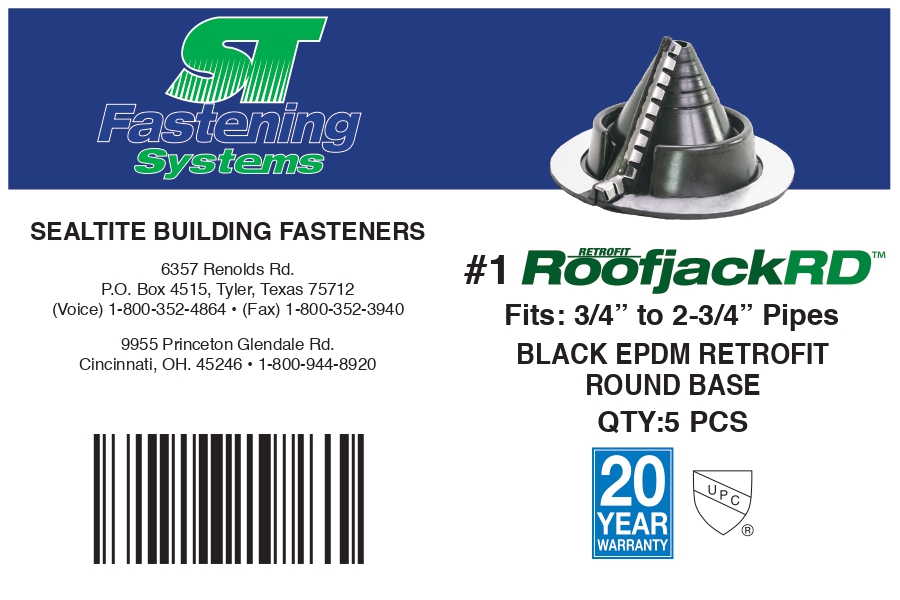 ST
Fastening
Systems
SEALTITE BUILDING FASTENERS
6357 Renolds Rd.
P.O. Box 4515, Tyler, Texas 75712
(Voice) 1-800-352-4864 • (Fax) 1-800-352-3940
9955 Princeton Glendale Rd.
Cincinnati, OH. 45246 • 1-800-944-8920
RETROFIT
#1 RoofjackRD™
Fits: 3/4” to 2-3/4” Pipes
BLACK EPDM RETROFIT
ROUND BASE
QTY:5 PCS
20
YEAR
WARRANTY
UPC
®